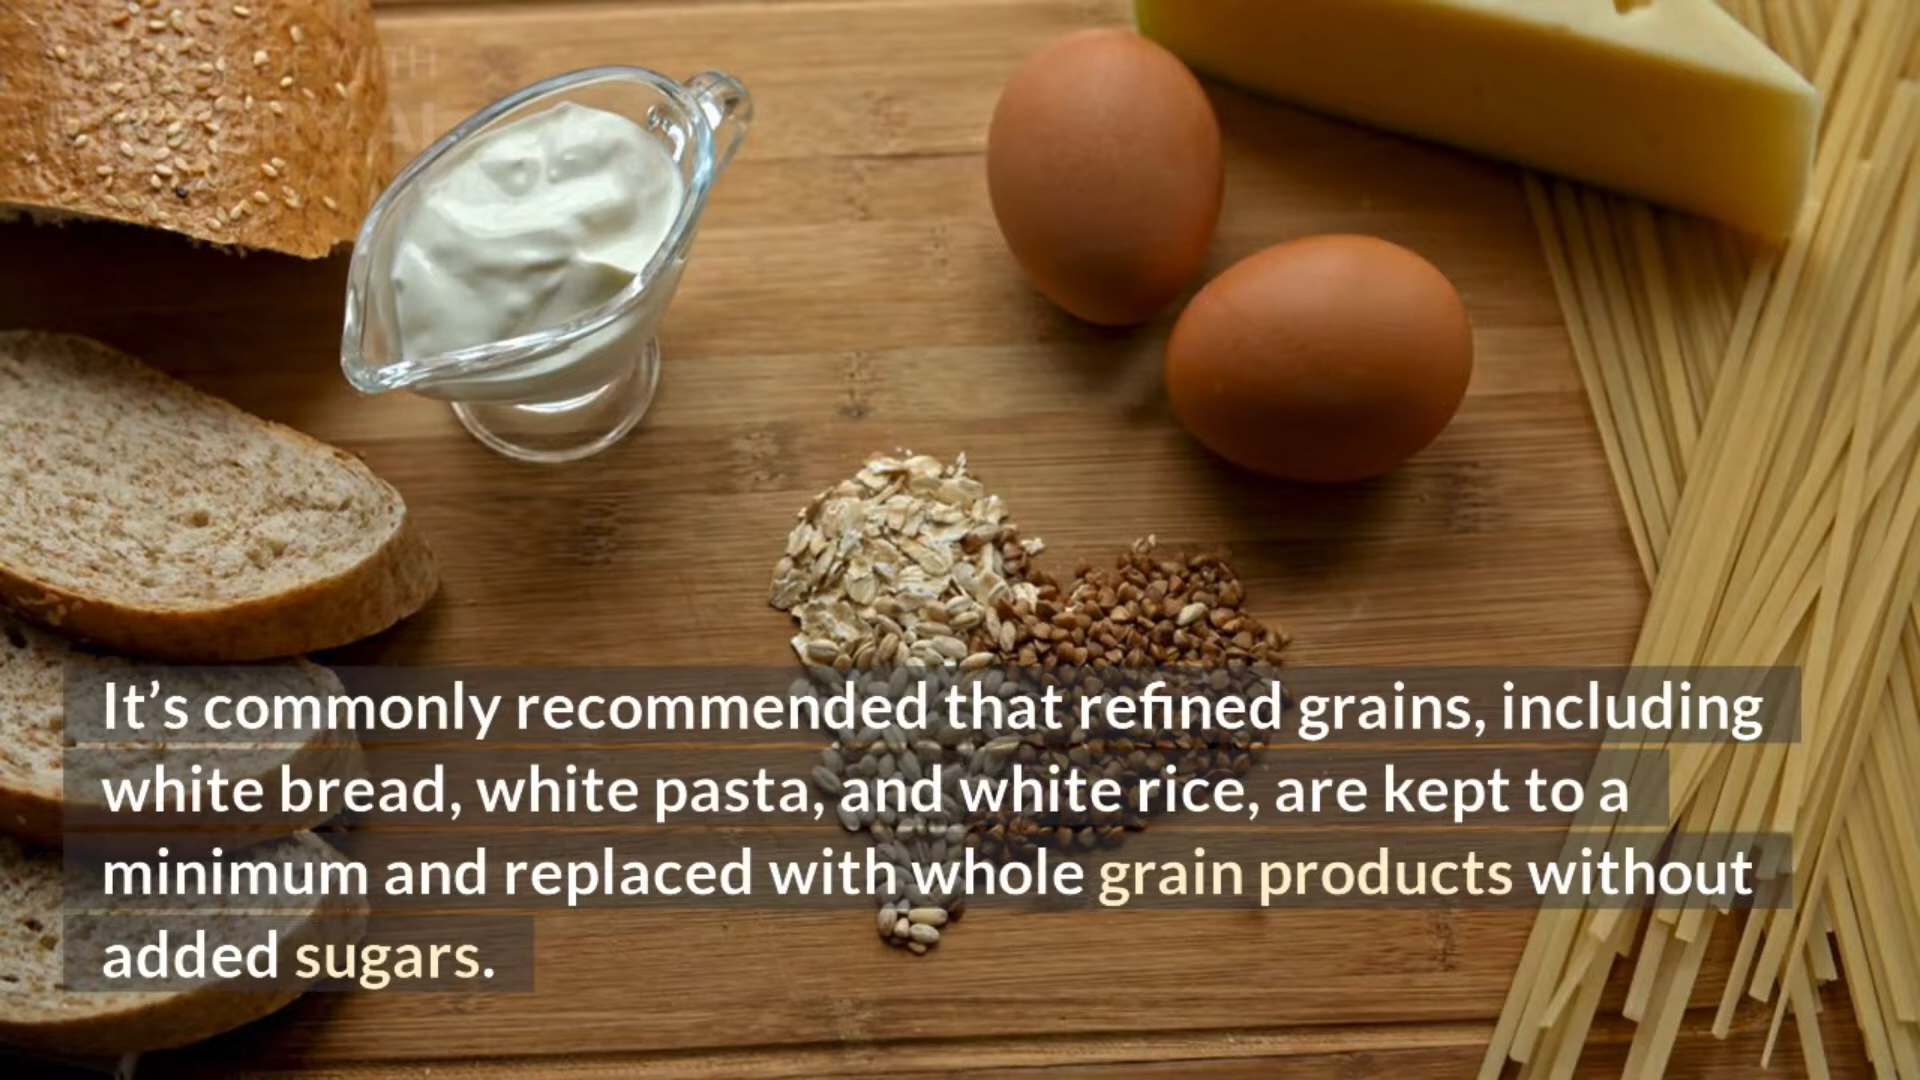 It’s commonly recommended that refined grains, including
white bread, white pasta, and white rice, are kept to a
minimum and replaced with whole grain products without
added sugars.